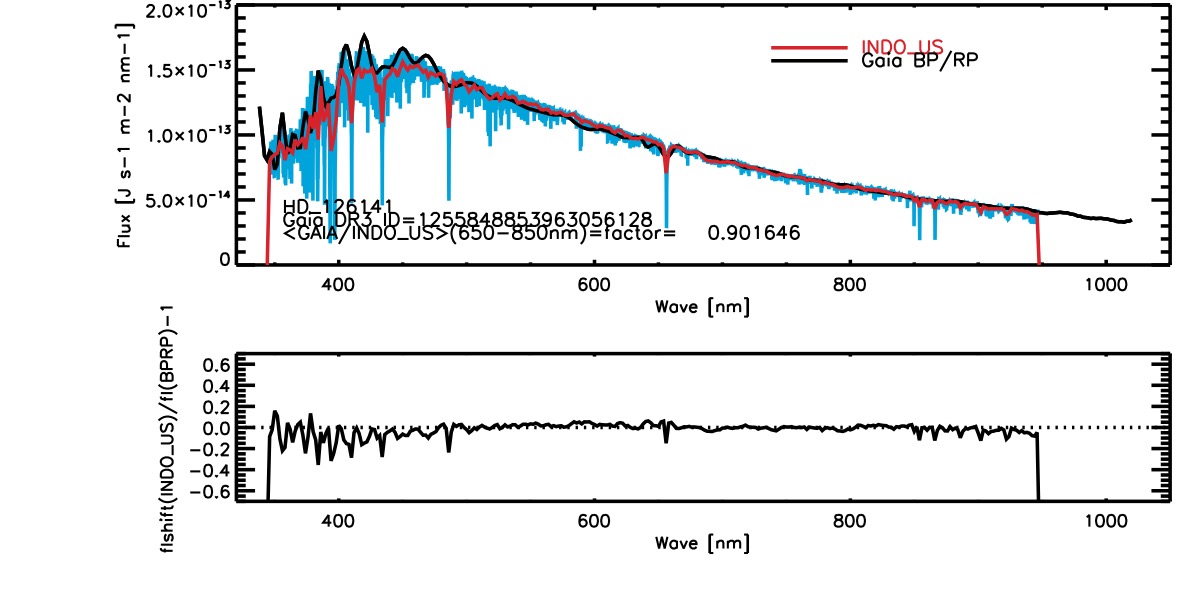 2.0×10−13
1.5×10−13
1.0×10−13
5.0×10−14
0
Flux [J s−1 m−2 nm−1]
INDO_US
Gaia BP/RP
HD_126141
Gaia DR3 ID=1255848853963056128
<GAIA/INDO_US>(650−850nm)=factor= 0.901646
400 600 800 1000
Wave [nm]
flshift(INDO_US)/fl(BPRP)−1
0.6
0.4
0.2
0.0
−0.2
−0.4
−0.6
400 600 800 1000
Wave [nm]